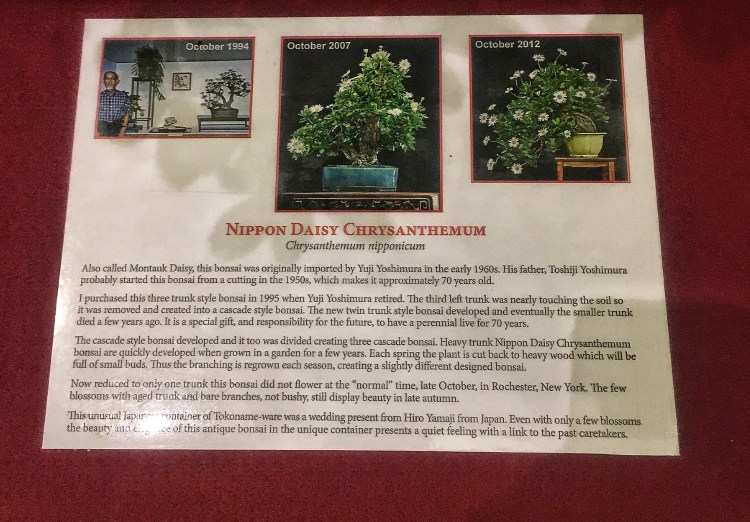 October 1994
October 2007
October 2012
NIPPON DAISY CHRYSANTHEMUM
Chrysanthemum nipponicum
Also called Montauk Daisy, this bonsai was originally imported by Yuji Yoshimura in the early 1960s. His father, Toshiji Yoshimura
probably started this bonsai from a cutting in the 1950s, which makes it approximately 70 years old.
I purchased this three trunk style bonsai in 1995 when Yuji Yoshimura retired. The third left trunk was nearly touching the soil so
it was removed and created into a cascade style bonsai. The new twin trunk style bonsai developed and eventually the smaller trunk
died a few years ago. It is a special gift, and responsibility for the future, to have a perennial live for 70 years.
The cascade style bonsai developed and it too was divided creating three cascade bonsai. Heavy trunk Nippon Daisy Chrysanthemum
bonsai are quickly developed when grown in a garden for a few years. Each spring the plant is cut back to heavy wood which will be
full of small buds. Thus the branching is regrown each season, creating a slightly different designed bonsai.
Now reduced to only one trunk this bonsai did not flower at the "normal" time, late October, in Rochester, New York. The few
blossoms with aged trunk and bare branches, not bushy, still display beauty in late autumn.
This unusual Japanese container of Tokoname-ware was a wedding present from Hiro Yamaji from Japan. Even with only a few blossoms
the beauty and of this antique bonsai in the unique container presents a quiet feeling with a link to the past caretakers.